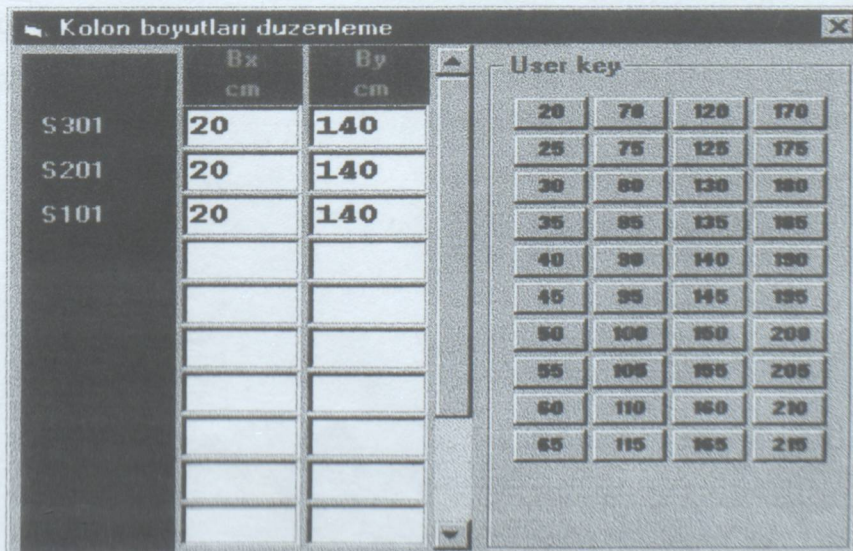 Kolon boyutlari duzenleme
Bx By
cm cm
S301 20 140
S201 20 140
S101 20 140
User key
20 70 120 170
25 75 125 175
30 80 130 180
35 85 135 185
40 90 140 190
45 95 145 195
50 100 150 200
55 105 155 205
60 110 160 210
65 115 165 215